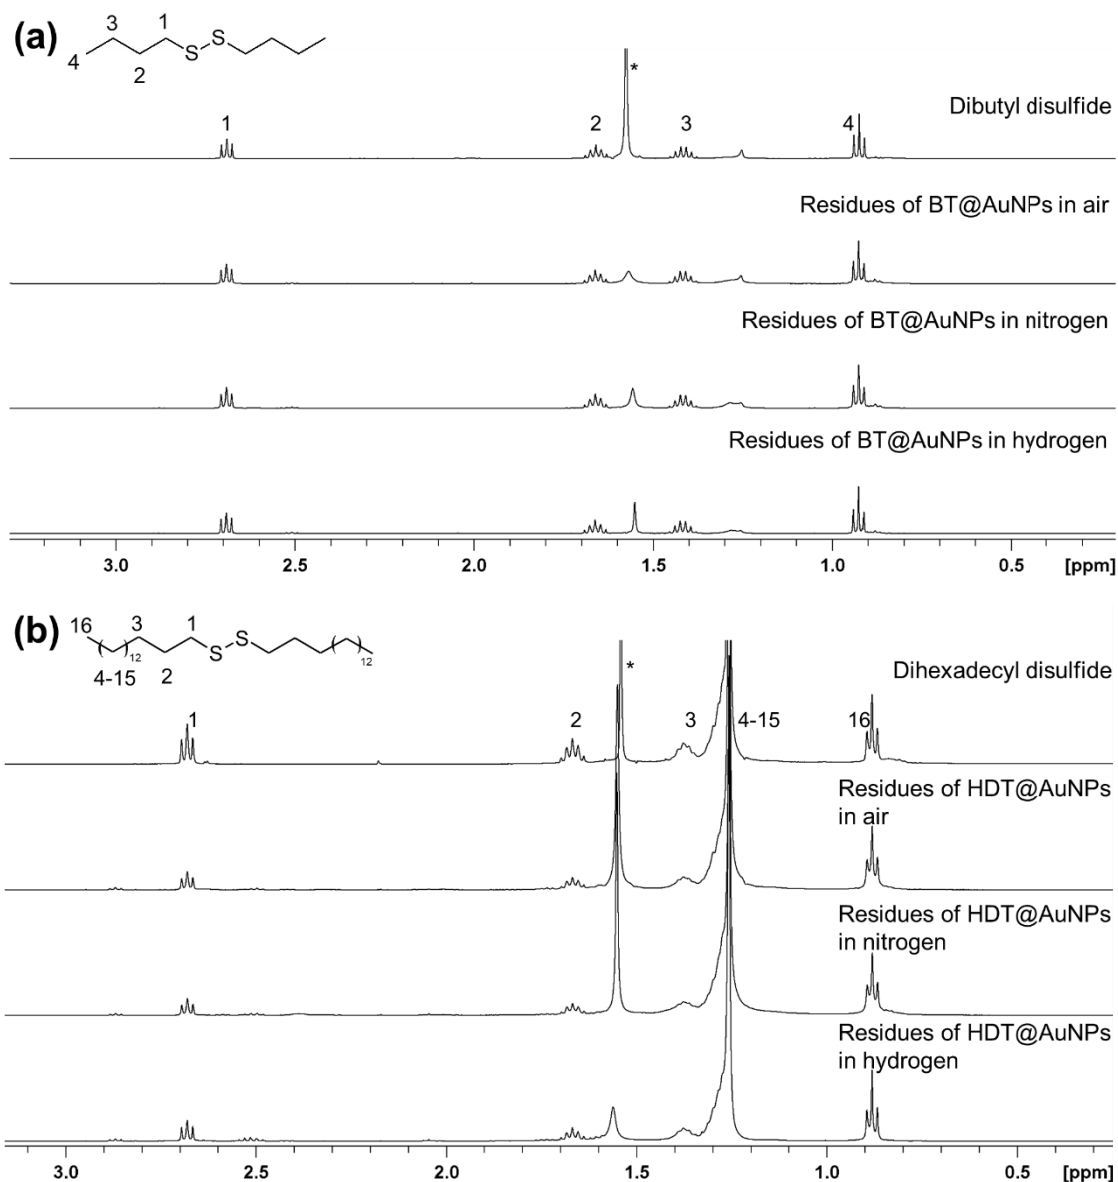 (a)
3 1
S
S
4
2
*
Dibutyl disulfide
1 2 3 4
Residues of BT@AuNPs in air
Residues of BT@AuNPs in nitrogen
Residues of BT@AuNPs in hydrogen
3.0 2.5 2.0 1.5 1.0 0.5 [ppm]
(b)
16 3 1
S
S
12 12
4-15 2
*
Dihexadecyl disulfide
1 2 3 4-15 16
Residues of HDT@AuNPs
in air
Residues of HDT@AuNPs
in nitrogen
Residues of HDT@AuNPs
in hydrogen
3.0 2.5 2.0 1.5 1.0 0.5 [ppm]